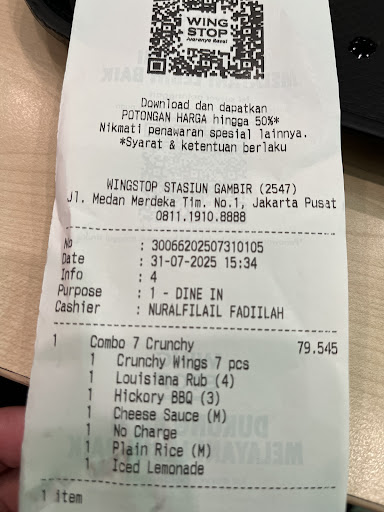 WING
STOP
Juaranya Rasa!
Download dan dapatkan
POTONGAN HARGA hingga 50%*
Nikmati penawaran spesial lainnya.
*Syarat & ketentuan berlaku
WINGSTOP STASIUN GAMBIR (2547)
Jl. Medan Merdeka Tim. No.1, Jakarta Pusat
0811.1910.8888
No : 30066202507310105
Date : 31-07-2025 15:34
Info : 4
Purpose : 1 - DINE IN
Cashier : NURALFILAIL FADIILAH
1 Combo 7 Crunchy 79.545
1 Crunchy Wings 7 pcs
1 Louisiana Rub (4)
1 Hickory BBQ (3)
1 Cheese Sauce (M)
1 No Charge
1 Plain Rice (M)
1 Iced Lemonade
1 item